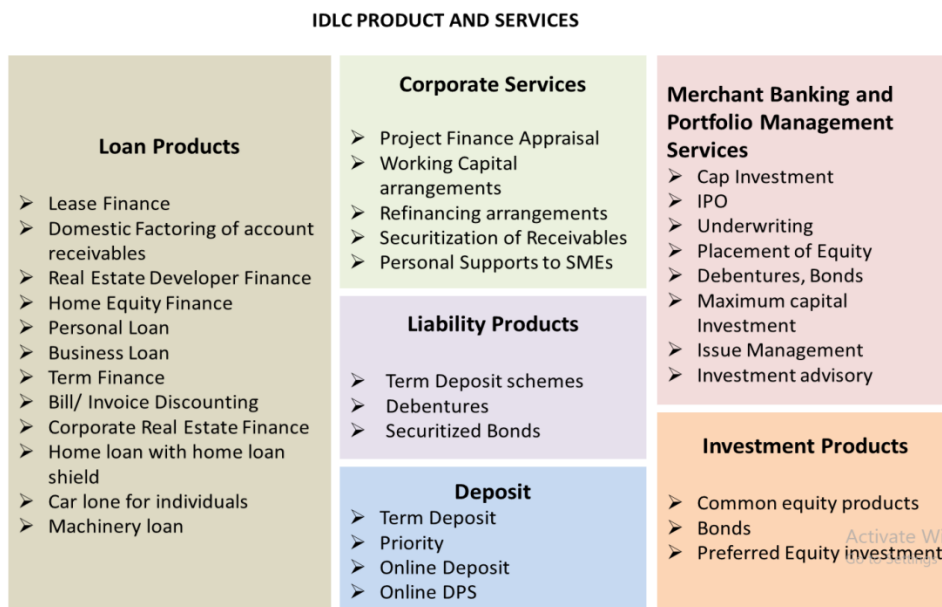 IDLC PRODUCT AND SERVICES
Loan Products
➢ Lease Finance
➢ Domestic Factoring of account
receivables
➢ Real Estate Developer Finance
➢ Home Equity Finance
➢ Personal Loan
➢ Business Loan
➢ Term Finance
➢ Bill/ Invoice Discounting
➢ Corporate Real Estate Finance
➢ Home loan with home loan
shield
➢ Car lone for individuals
➢ Machinery loan
Corporate Services
➢ Project Finance Appraisal
➢ Working Capital
arrangements
➢ Refinancing arrangements
➢ Securitization of Receivables
➢ Personal Supports to SMEs
Liability Products
➢ Term Deposit schemes
➢ Debentures
➢ Securitized Bonds
Deposit
➢ Term Deposit
➢ Priority
➢ Online Deposit
➢ Online DPS
Merchant Banking and
Portfolio Management
Services
➢ Cap Investment
➢ IPO
➢ Underwriting
➢ Placement of Equity
➢ Debentures, Bonds
➢ Maximum capital
Investment
➢ Issue Management
➢ Investment advisory
Investment Products
➢ Common equity products
➢ Bonds
➢ Preferred Equity investment
Activate Wi
Go to Settings